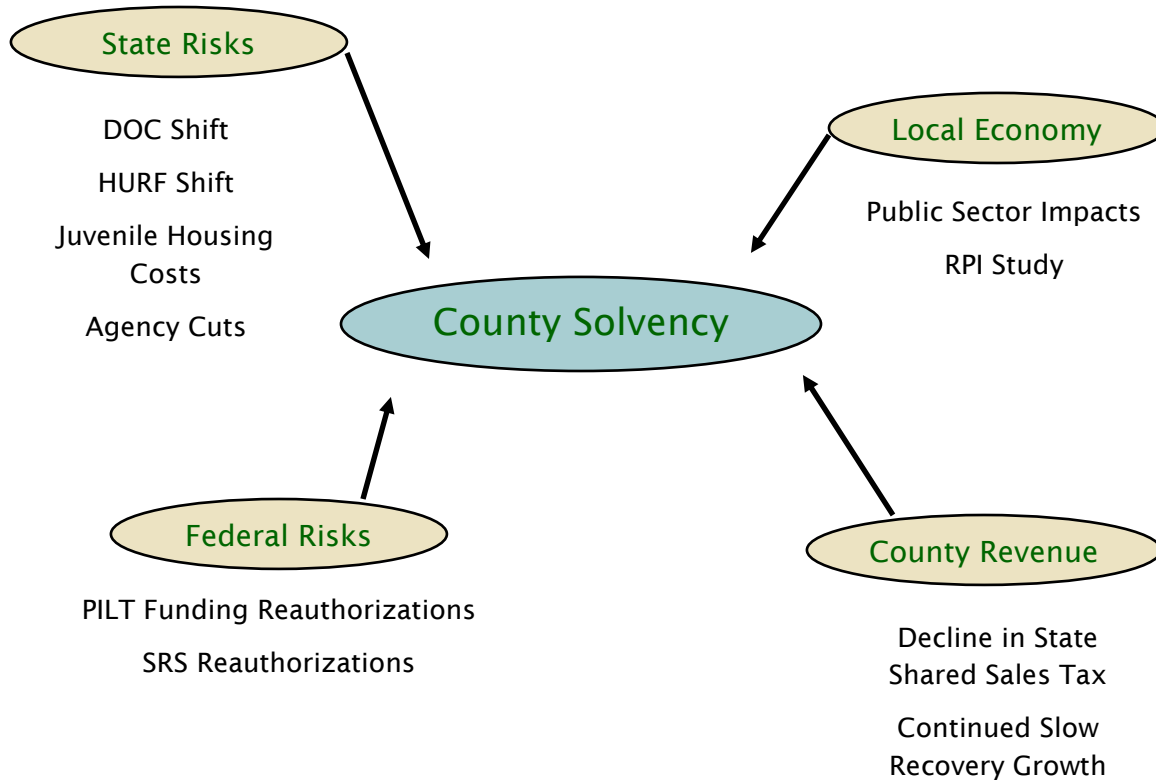 State Risks
DOC Shift
HURF Shift
Juvenile Housing
Costs
Agency Cuts
Local Economy
Public Sector Impacts
RPI Study
County Solvency
Federal Risks
PILT Funding Reauthorizations
SRS Reauthorizations
County Revenue
Decline in State
Shared Sales Tax
Continued Slow
Recovery Growth